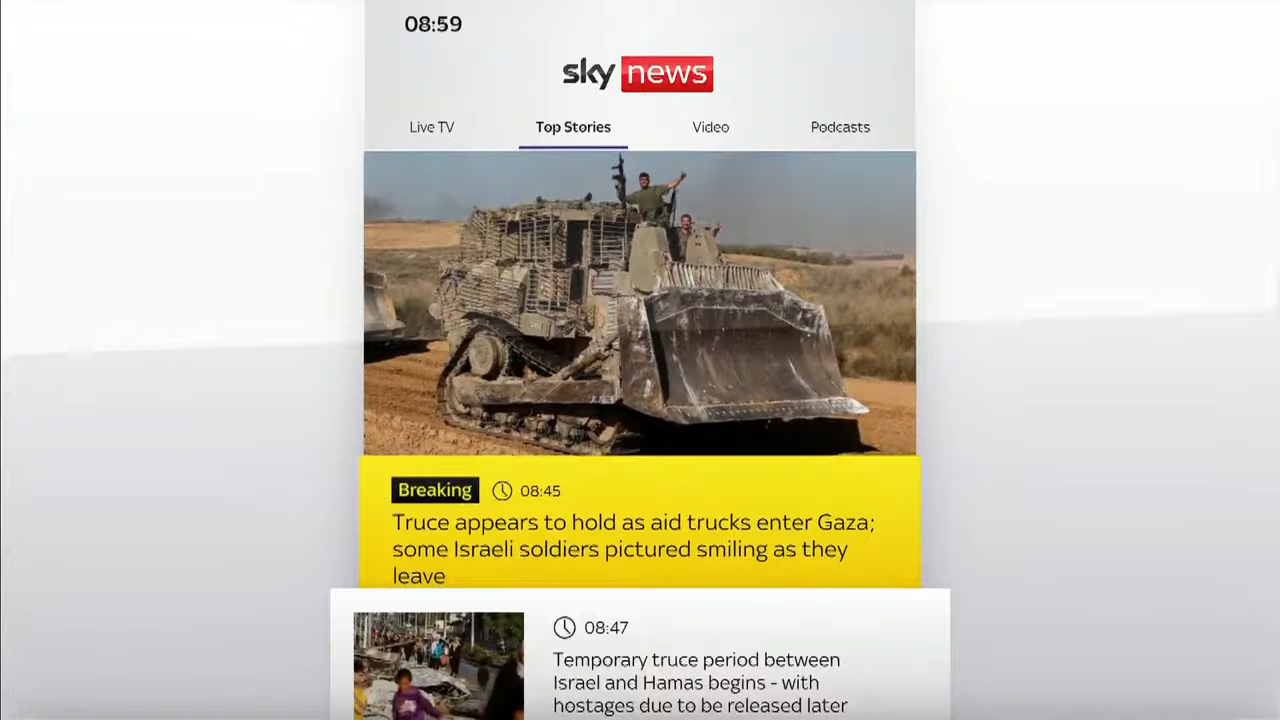 08:59
sky news
Live TV
Top Stories
Video
Podcasts
Breaking 08:45
Truce appears to hold as aid trucks enter Gaza;
some Israeli soldiers pictured smiling as they
leave
08:47
Temporary truce period between
Israel and Hamas begins - with
hostages due to be released later